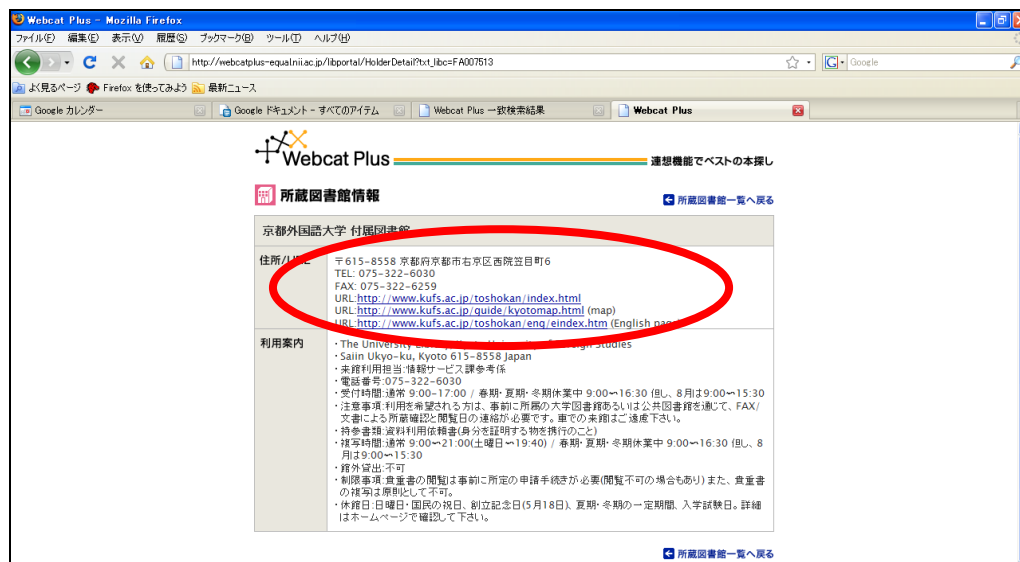 Webcat Plus - Mozilla Firefox
ファイル(F) 編集(E) 表示(V) 履歴(S) ブックマーク(B) ツール(T) ヘルプ(H)
http://webcatplus-equal.nii.ac.jp/libportal/HolderDetail?txt_libc=FA007513
Google
よく見るページ Firefox を使ってみよう 最新ニュース
Google カレンダー Google ドキュメント - すべてのアイテム Webcat Plus 一致検索結果 Webcat Plus
Webcat Plus 連想機能でベストの本探し
所蔵図書館情報 所蔵図書館一覧へ戻る
京都外国語大学 付属図書館
住所/URL 〒615-8558 京都府京都市右京区西院笠目町6
TEL: 075-322-6030
FAX: 075-322-6259
URL:http://www.kufs.ac.jp/toshokan/index.html
URL:http://www.kufs.ac.jp/guide/kyotomap.html (map)
URL:http://www.kufs.ac.jp/toshokan/eng/eindex.htm (English page)
利用案内 ・The University Library, Kyoto University of Foreign Studies
・Saiin Ukyo-ku, Kyoto 615-8558 Japan
・来館利用担当:情報サービス課参考係
・電話番号:075-322-6030
・受付時間:通常 9:00-17:00 / 春期・夏期・冬期休業中 9:00〜16:30 但し、8月は9:00〜15:30
・注意事項:利用を希望される方は、事前に所属の大学図書館あるいは公共図書館を通じて、FAX/
文書による所蔵確認と閲覧日の連絡が必要です。車での来館はご遠慮下さい。
・持参書類:資料利用依頼書(身分を証明する物を携行のこと)
・複写時間:通常 9:00〜21:00(土曜日〜19:40) / 春期・夏期・冬期休業中 9:00〜16:30 但し、8
月は9:00〜15:30
・館外貸出:不可
・制限事項:貴重書の閲覧は事前に所定の申請手続きが必要(閲覧不可の場合もあり)また、貴重書
の複写は原則として不可。
・休館日:日曜日・国民の祝日、創立記念日(5月18日)、夏期・冬期の一定期間、入学試験日。詳細
はホームページで確認して下さい。
所蔵図書館一覧へ戻る